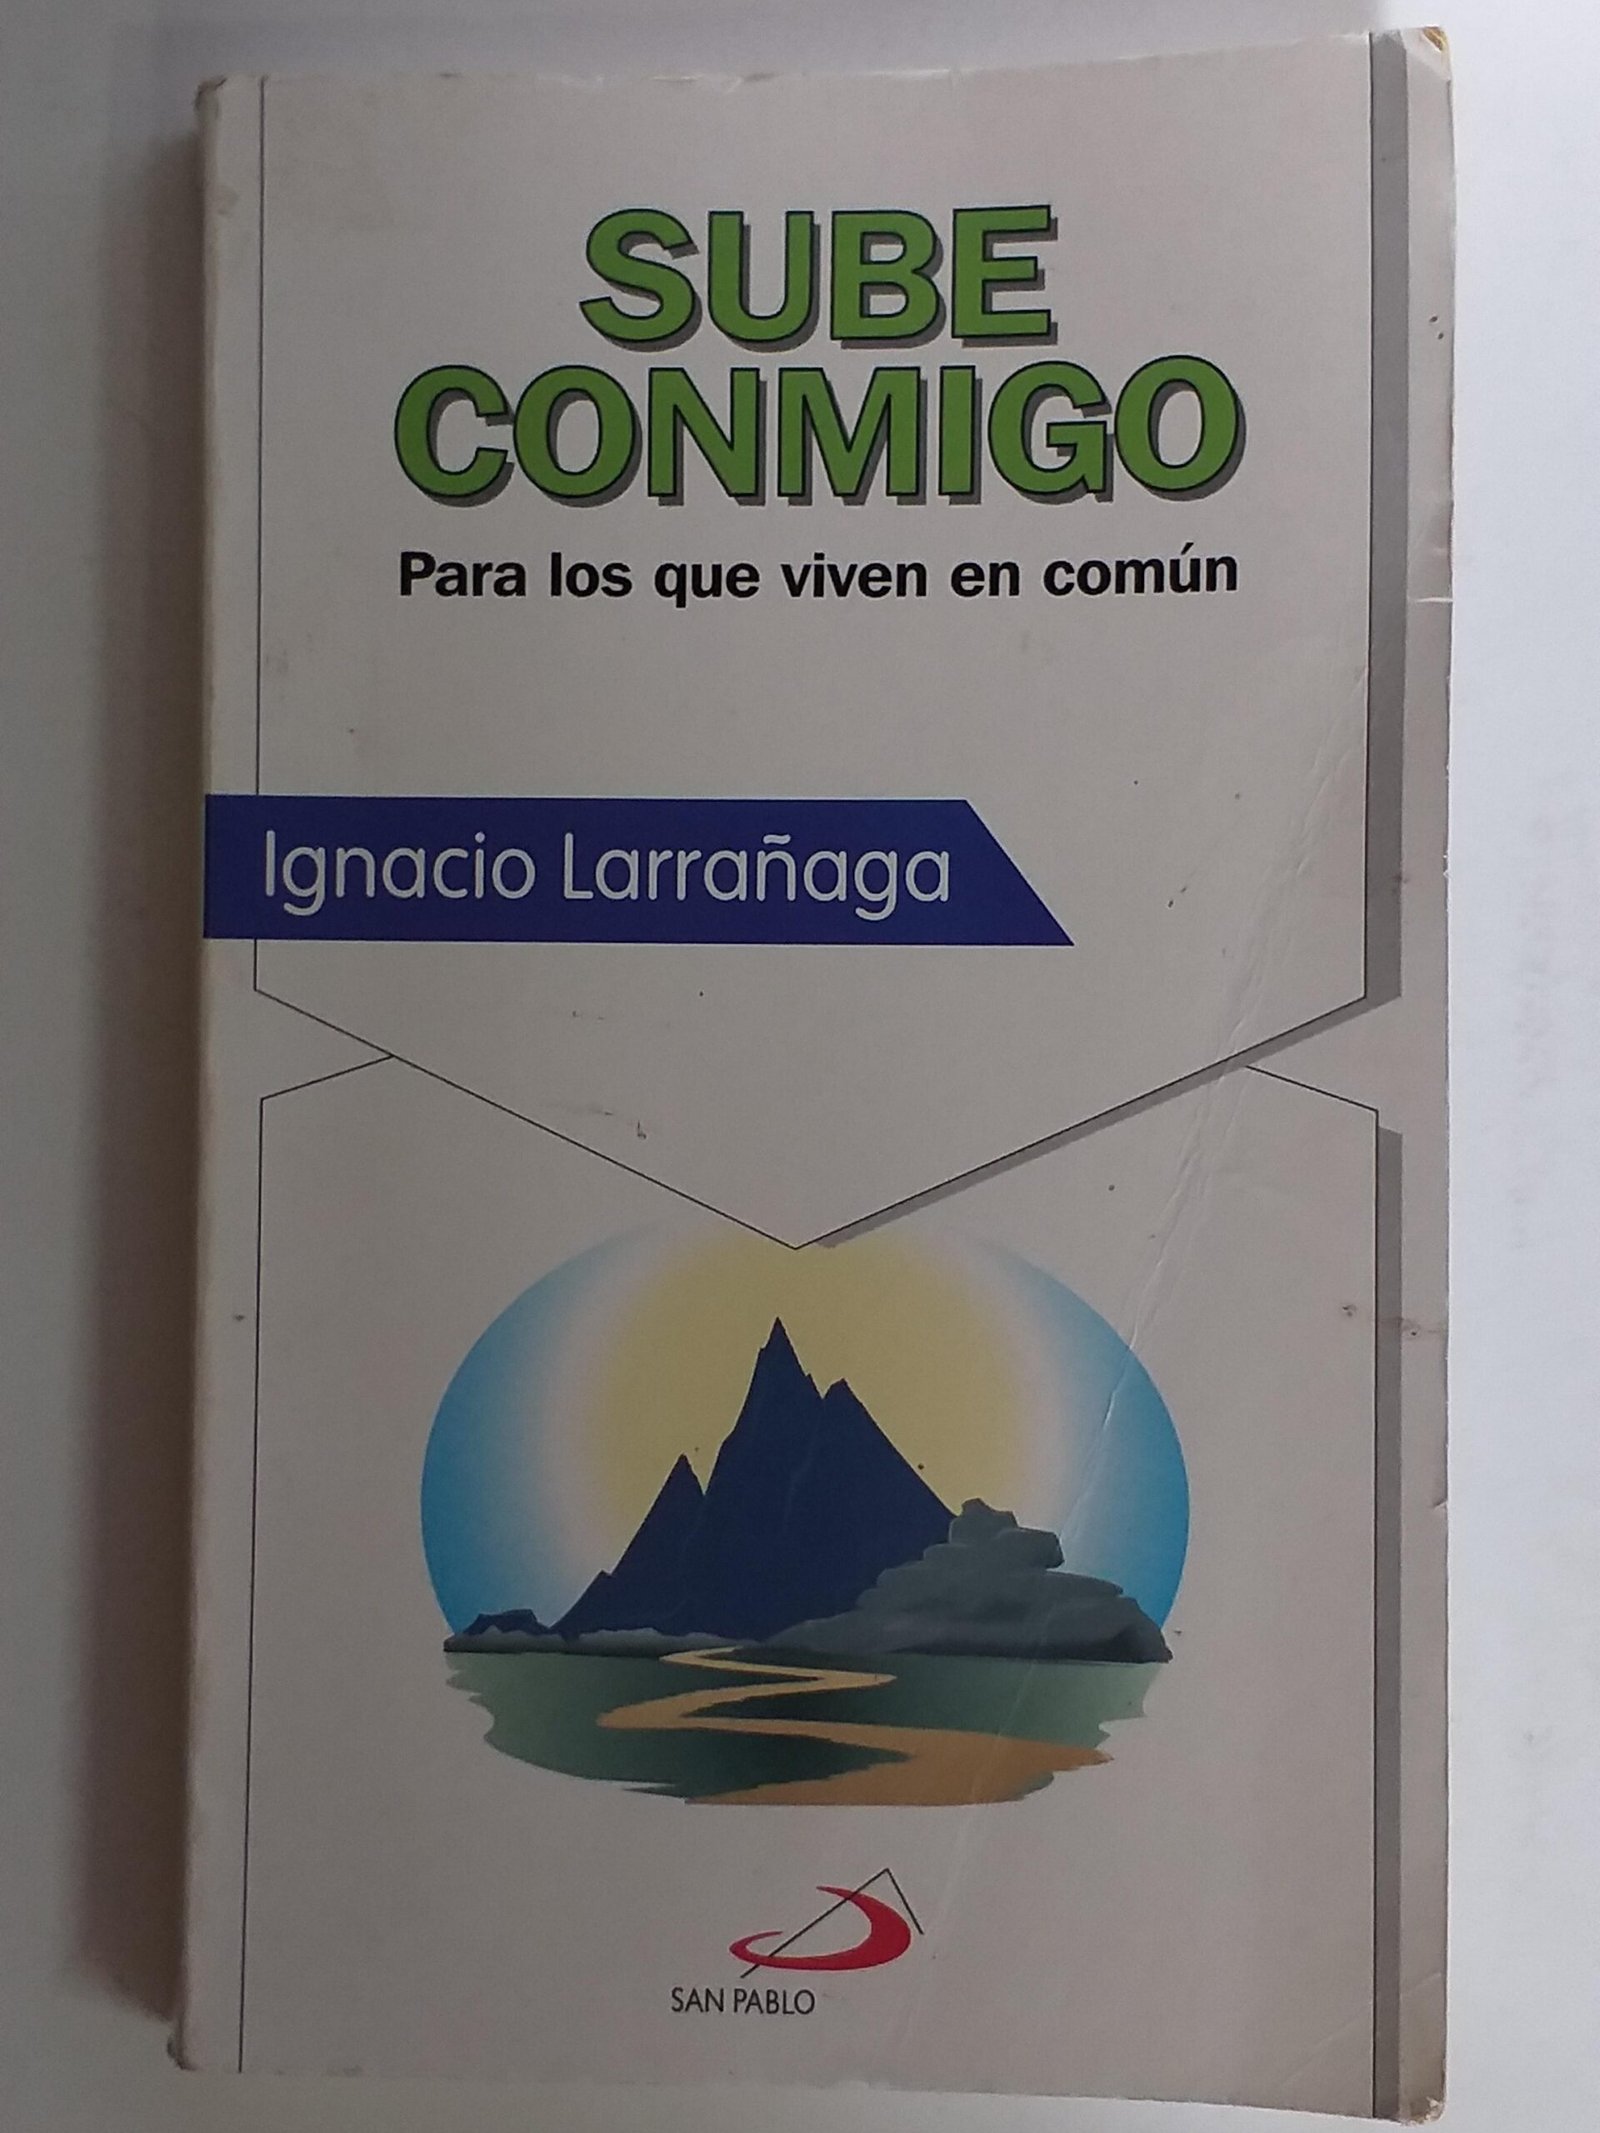 SUBE
CONMIGO
Para los que viven en común
Ignacio Larrañaga
SAN PABLO